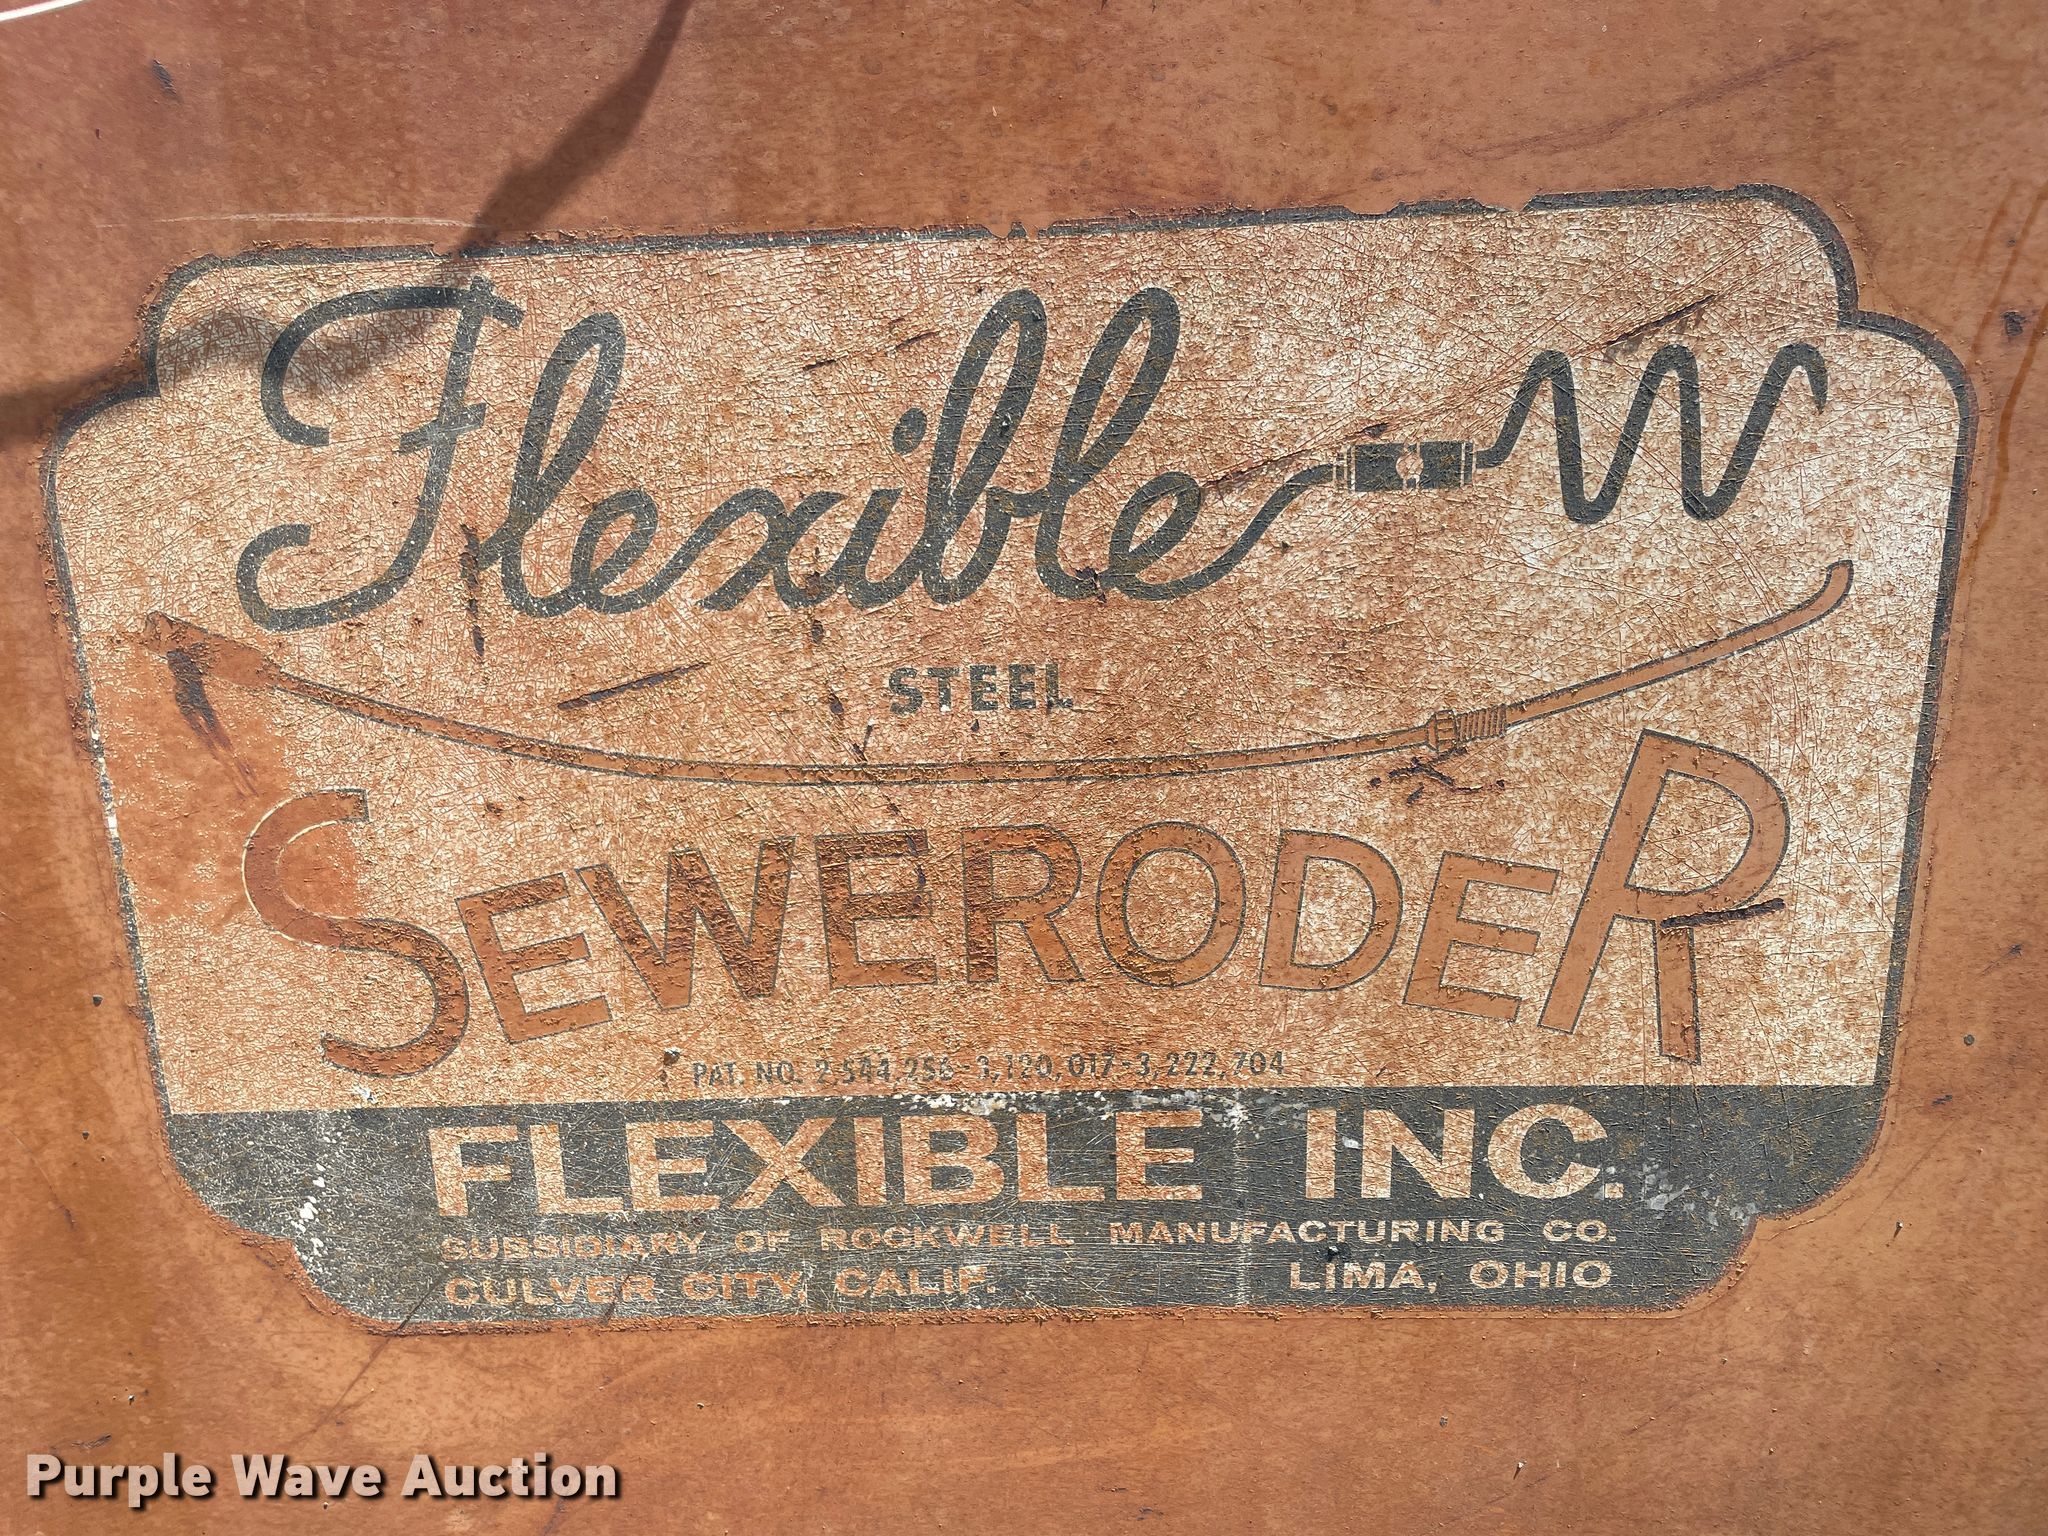 Flexible
STEEL
SEWERODER
PAT. NO. 2,544,256-3,120,017-3,222,704
FLEXIBLE INC.
SUBSIDIARY OF ROCKWELL MANUFACTURING CO.
CULVER CITY, CALIF. LIMA, OHIO
Purple Wave Auction